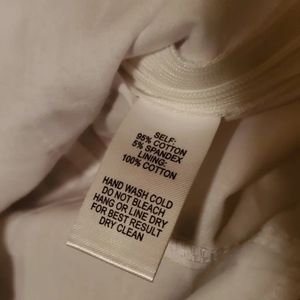 SELF:
95% COTTON
5% SPANDEX
LINING:
100% COTTON
HAND WASH COLD
DO NOT BLEACH
HANG OR LINE DRY
FOR BEST RESULT
DRY CLEAN